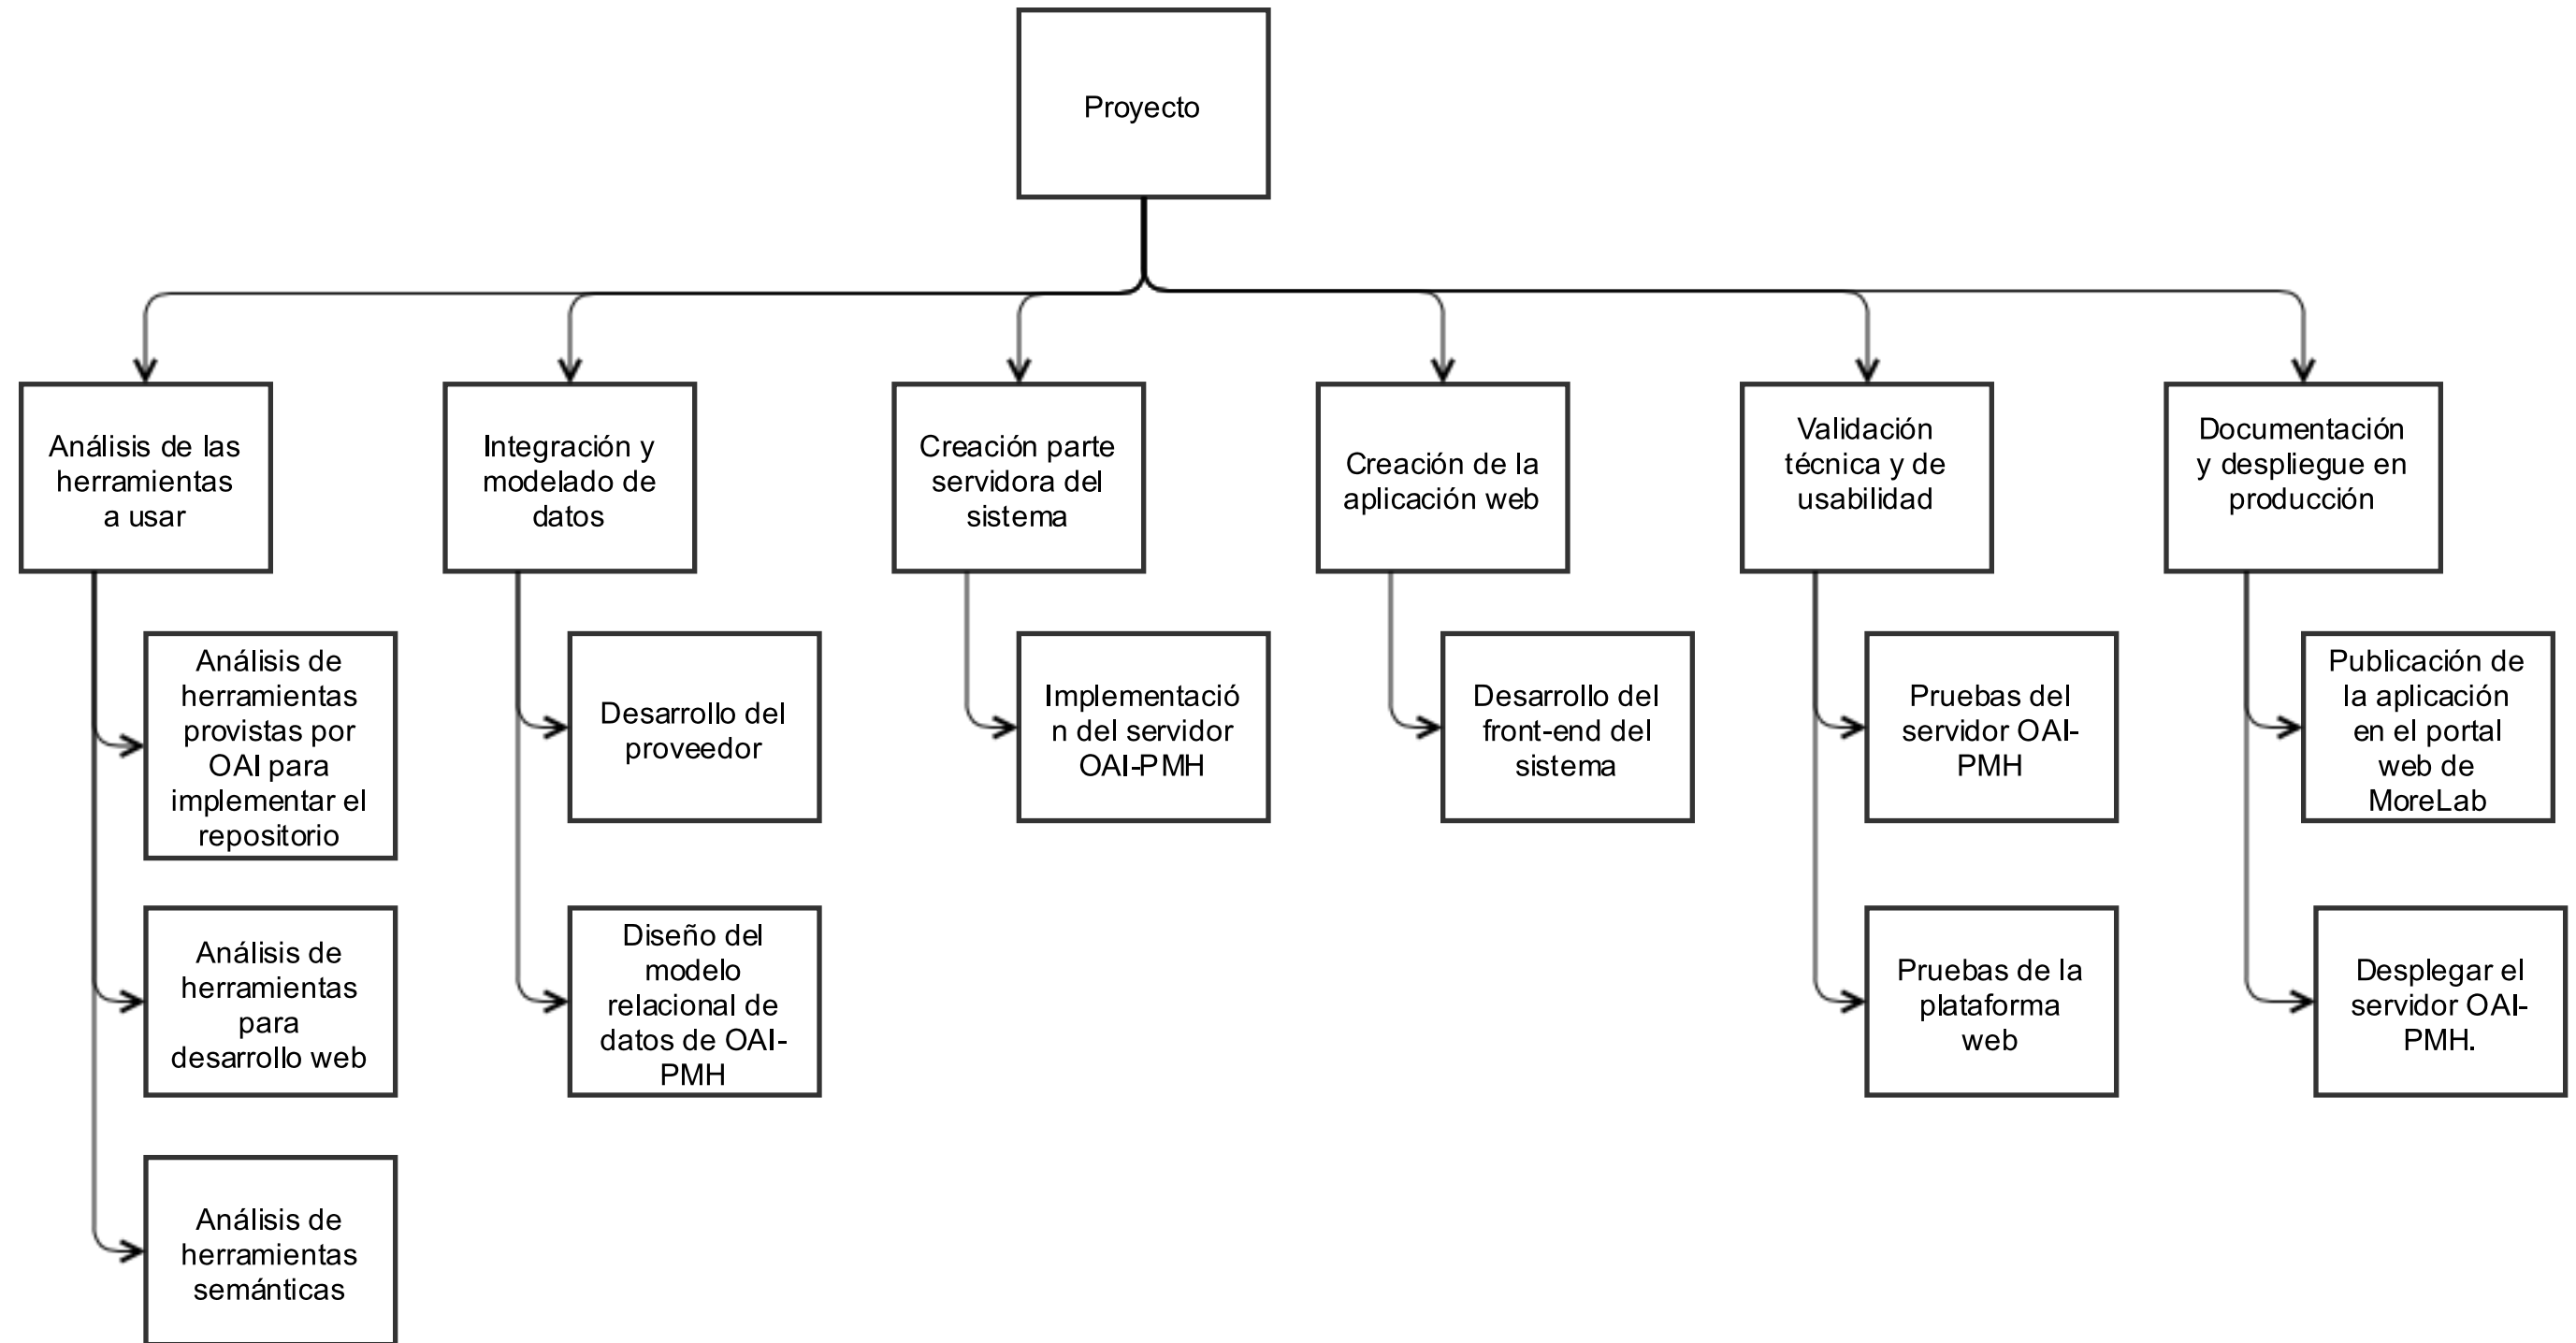 Proyecto
Análisis de las
herramientas
a usar
Integración y
modelado de
datos
Creación parte
servidora del
sistema
Creación de la
aplicación web
Validación
técnica y de
usabilidad
Documentación
y despliegue en
producción
Análisis de
herramientas
provistas por
OAI para
implementar el
repositorio
Desarrollo del
proveedor
Implementació
n del servidor
OAI-PMH
Desarrollo del
front-end del
sistema
Pruebas del
servidor OAI-
PMH
Publicación de
la aplicación
en el portal
web de
MoreLab
Análisis de
herramientas
para
desarrollo web
Diseño del
modelo
relacional de
datos de OAI-
PMH
Pruebas de la
plataforma
web
Desplegar el
servidor OAI-
PMH.
Análisis de
herramientas
semánticas